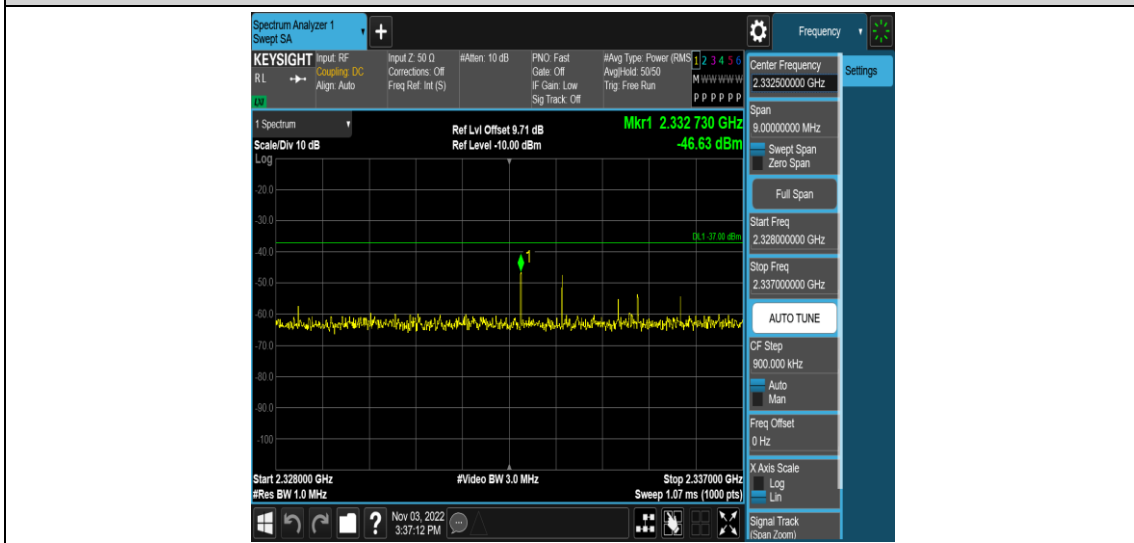 Spectrum Analyzer 1
Swept SA
+
Frequency
KEYSIGHT
RL
LXI
Input: RF
Coupling: DC
Align: Auto
Input Z: 50 Ω
Corrections: Off
Freq Ref: Int (S)
#Atten: 10 dB
PNO: Fast
Gate: Off
IF Gain: Low
Sig Track: Off
#Avg Type: Power (RMS
Avg|Hold: 50/50
Trig: Free Run
1 2 3 4 5 6
M W W W W W
P P P P P P
1 Spectrum
Scale/Div 10 dB
Ref Lvl Offset 9.71 dB
Ref Level -10.00 dBm
Mkr1 2.332 730 GHz
-46.63 dBm
Log
-20.0
-30.0
DL1 -37.00 dBm
-40.0
1
-50.0
-60.0
-70.0
-80.0
-90.0
-100
Start 2.328000 GHz
#Video BW 3.0 MHz
Stop 2.337000 GHz
#Res BW 1.0 MHz
Sweep 1.07 ms (1000 pts)
Center Frequency
2.332500000 GHz
Settings
Span
9.00000000 MHz
Swept Span
Zero Span
Full Span
Start Freq
2.328000000 GHz
Stop Freq
2.337000000 GHz
AUTO TUNE
CF Step
900.000 kHz
Auto
Man
Freq Offset
0 Hz
X Axis Scale
Log
Lin
Signal Track
(Span Zoom)
?
Nov 03, 2022
3:37:12 PM